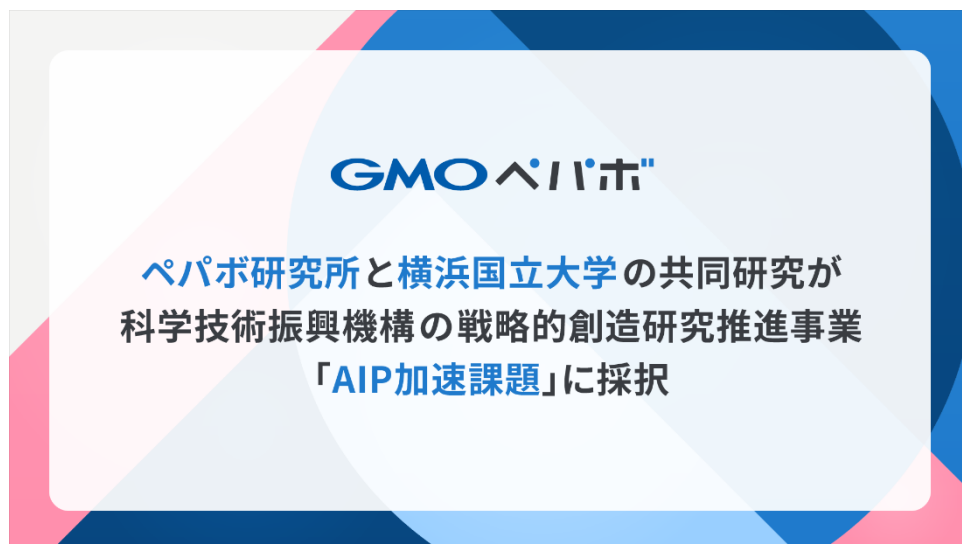 GMOペパボ
ペパボ研究所と横浜国立大学の共同研究が
科学技術振興機構の戦略的創造研究推進事業
「AIP加速課題」に採択